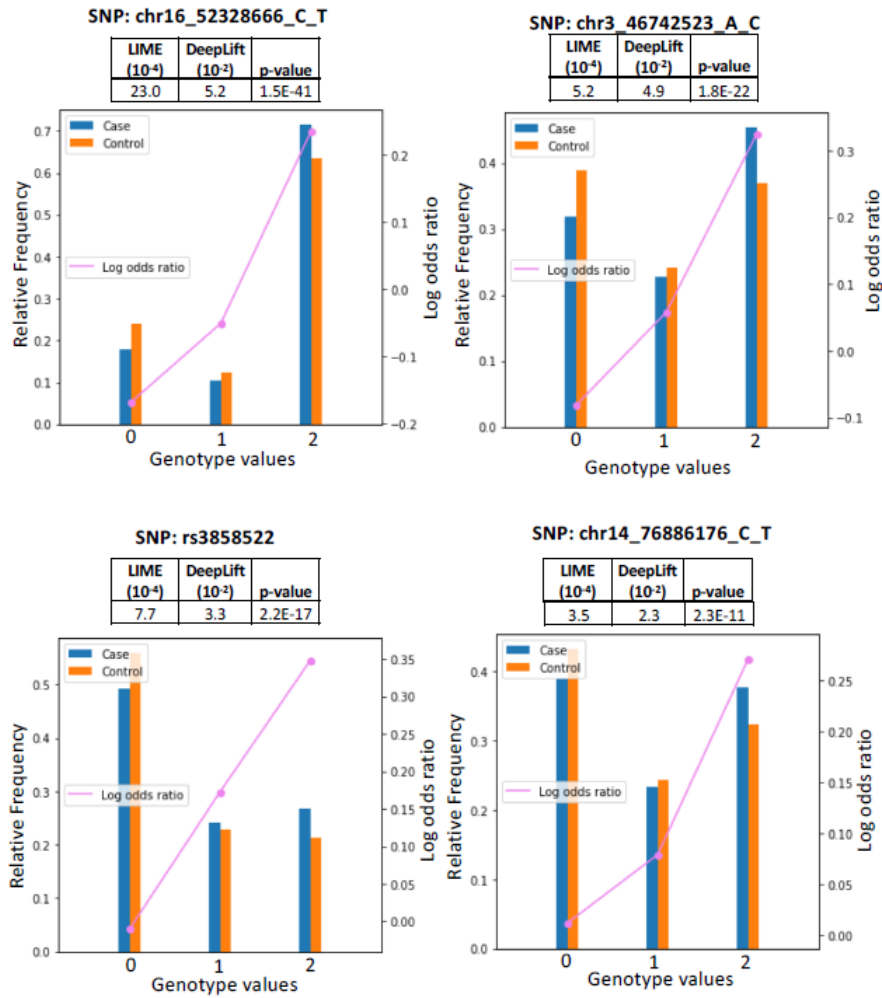 SNP: chr16_52328666_C_T
LIME (10⁻⁴) DeepLift (10⁻²) p-value
23.0 5.2 1.5E-41
Case
Control
Log odds ratio
Relative Frequency
0.7
0.6
0.5
0.4
0.3
0.2
0.1
0.0
0.2
0.1
0.0
−0.1
−0.2
Log odds ratio
0 1 2
Genotype values
SNP: chr3_46742523_A_C
LIME (10⁻⁴) DeepLift (10⁻²) p-value
5.2 4.9 1.8E-22
Case
Control
Log odds ratio
Relative Frequency
0.4
0.3
0.2
0.1
0.0
0.3
0.2
0.1
0.0
−0.1
Log odds ratio
0 1 2
Genotype values
SNP: rs3858522
LIME (10⁻⁴) DeepLift (10⁻²) p-value
7.7 3.3 2.2E-17
Case
Control
Log odds ratio
Relative Frequency
0.5
0.4
0.3
0.2
0.1
0.0
0.35
0.30
0.25
0.20
0.15
0.10
0.05
0.00
Log odds ratio
0 1 2
Genotype values
SNP: chr14_76886176_C_T
LIME (10⁻⁴) DeepLift (10⁻²) p-value
3.5 2.3 2.3E-11
Case
Control
Log odds ratio
Relative Frequency
0.4
0.3
0.2
0.1
0.0
0.25
0.20
0.15
0.10
0.05
0.00
Log odds ratio
0 1 2
Genotype values